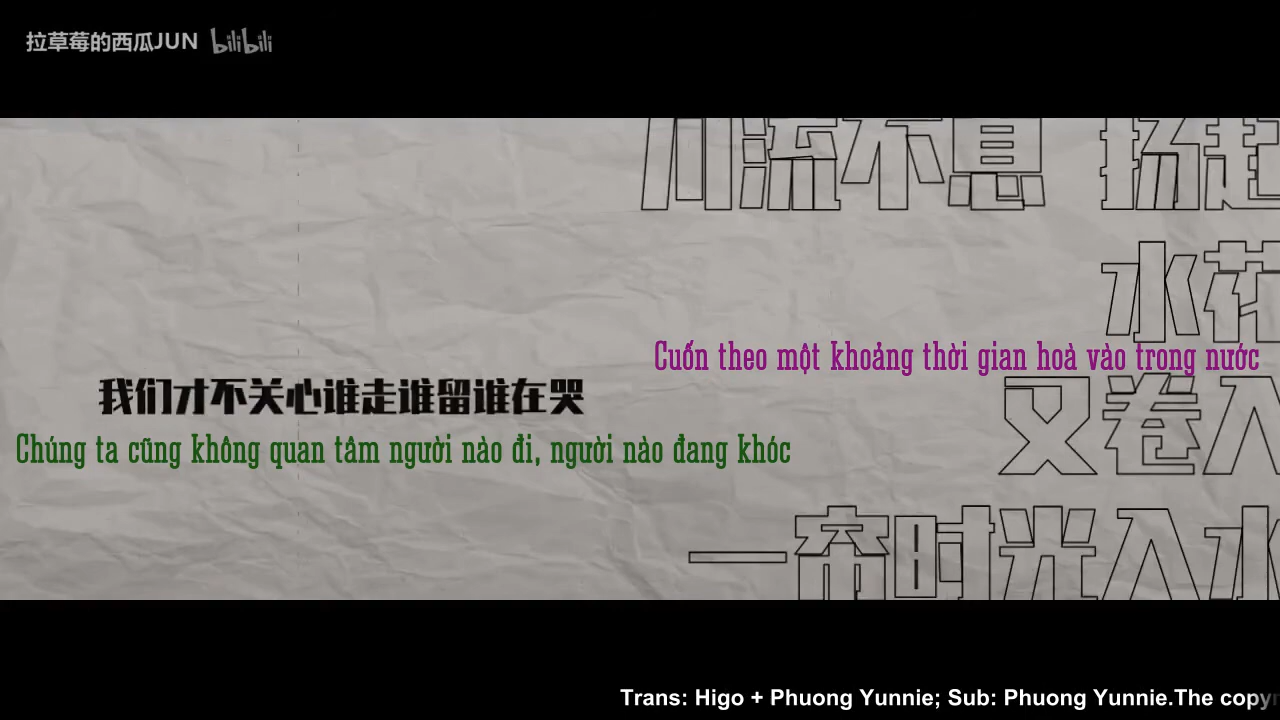 拉草莓的西瓜JUN bilibili
川流不息 扬起
水花
Cuốn theo một khoảng thời gian hoà vào trong nước
我们才不关心谁走谁留谁在哭
又卷入
Chúng ta cũng không quan tâm người nào đi, người nào đang khóc
一帘时光入水
Trans: Higo + Phuong Yunnie; Sub: Phuong Yunnie.The copy